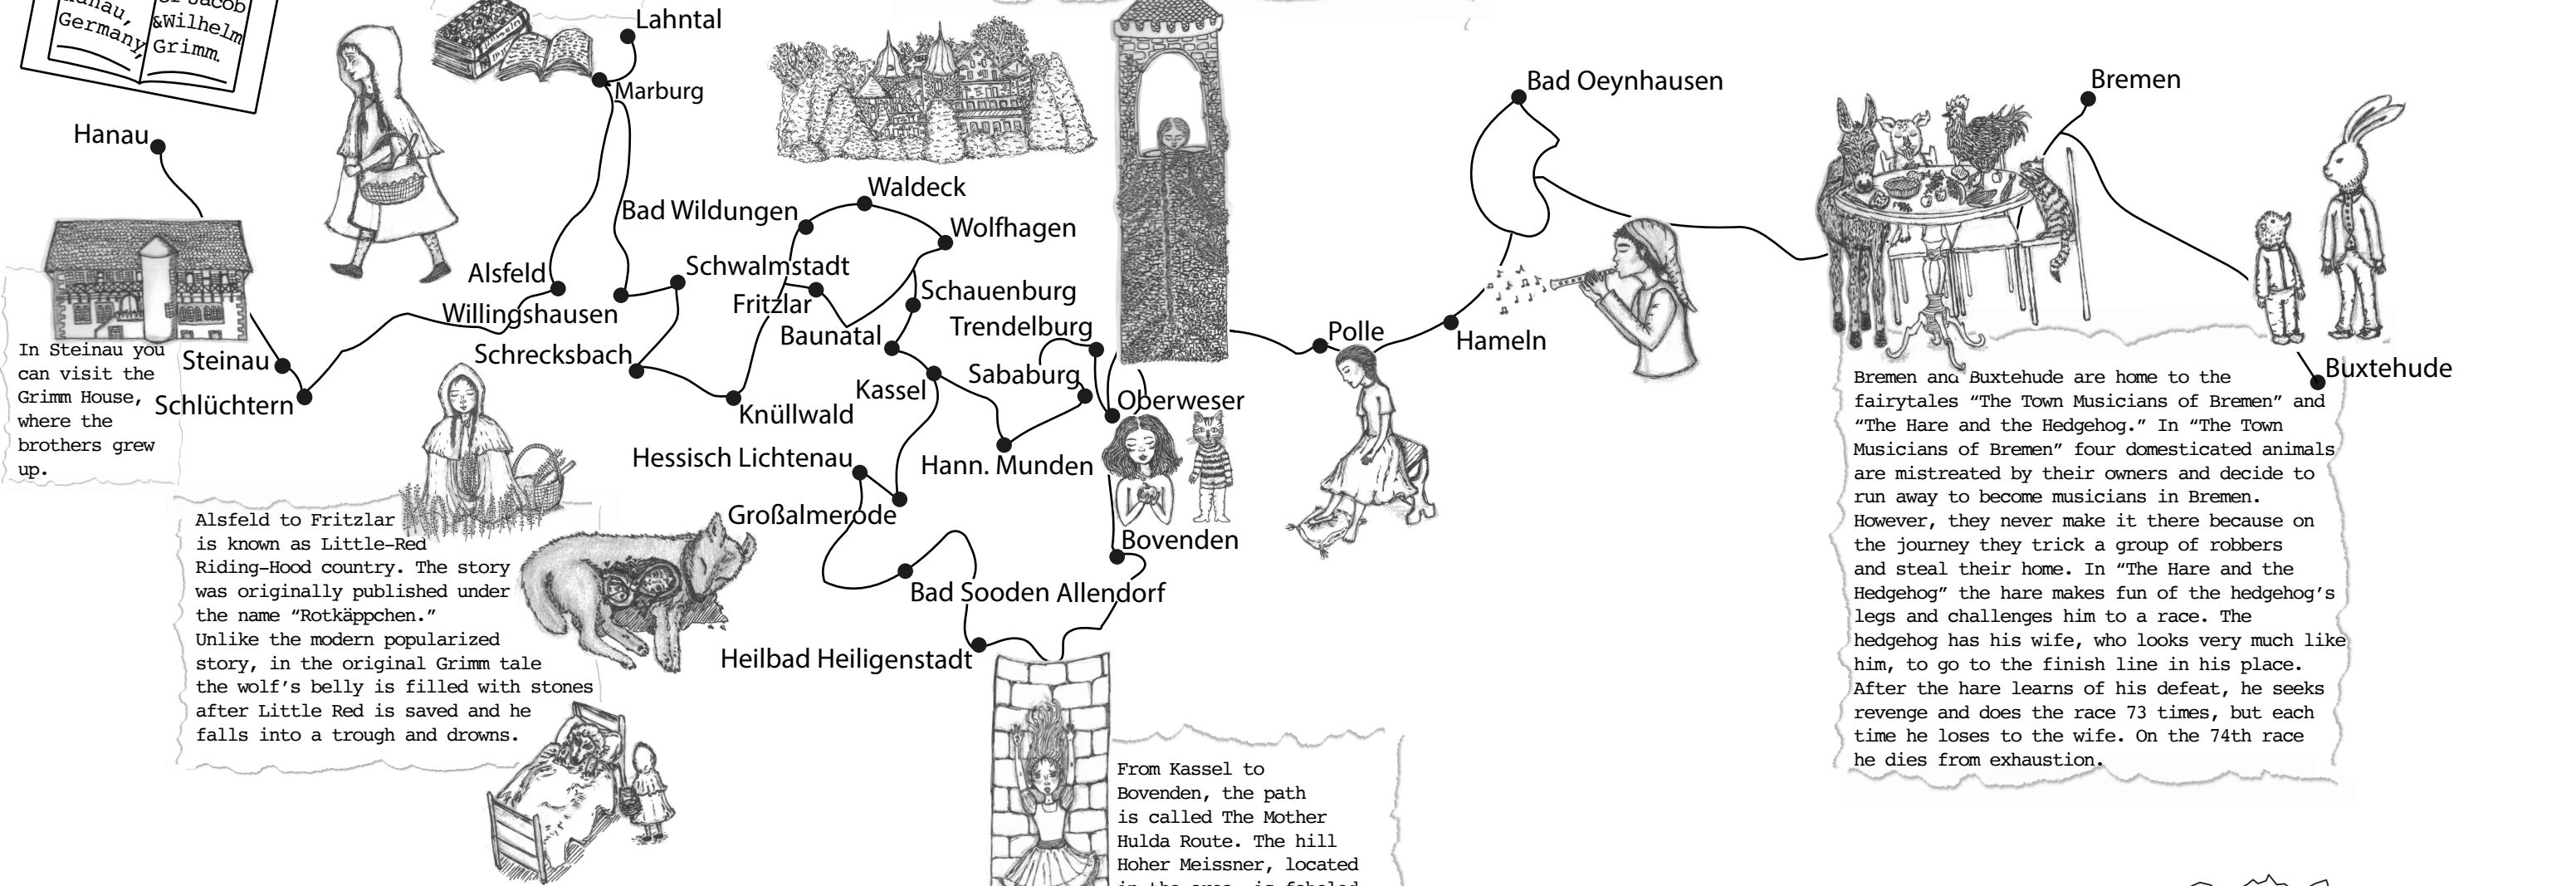 Hanau,
Germany,
Jacob
&Wilhelm
Grimm.
Lahntal
Marburg
Hanau
Bad Oeynhausen
Bremen
Waldeck
Bad Wildungen
Wolfhagen
Alsfeld
Schwalmstadt
Willingshausen
Fritzlar
Schauenburg
Baunatal
Trendelburg
Polle
Hameln
Steinau
Schrecksbach
Kassel
Sababurg
Schlüchtern
Knüllwald
Oberweser
Buxtehude
Hessisch Lichtenau
Hann. Munden
Großalmerode
Bovenden
Bad Sooden Allendorf
Heilbad Heiligenstadt
In Steinau you
can visit the
Grimm House,
where the
brothers grew
up.
Alsfeld to Fritzlar
is known as Little-Red
Riding-Hood country. The story
was originally published under
the name “Rotkäppchen.”
Unlike the modern popularized
story, in the original Grimm tale
the wolf’s belly is filled with stones
after Little Red is saved and he
falls into a trough and drowns.
From Kassel to
Bovenden, the path
is called The Mother
Hulda Route. The hill
Hoher Meissner, located
in the area, is fabeled
Bremen and Buxtehude are home to the
fairytales “The Town Musicians of Bremen” and
“The Hare and the Hedgehog.” In “The Town
Musicians of Bremen” four domesticated animals
are mistreated by their owners and decide to
run away to become musicians in Bremen.
However, they never make it there because on
the journey they trick a group of robbers
and steal their home. In “The Hare and the
Hedgehog” the hare makes fun of the hedgehog’s
legs and challenges him to a race. The
hedgehog has his wife, who looks very much like
him, to go to the finish line in his place.
After the hare learns of his defeat, he seeks
revenge and does the race 73 times, but each
time he loses to the wife. On the 74th race
he dies from exhaustion.